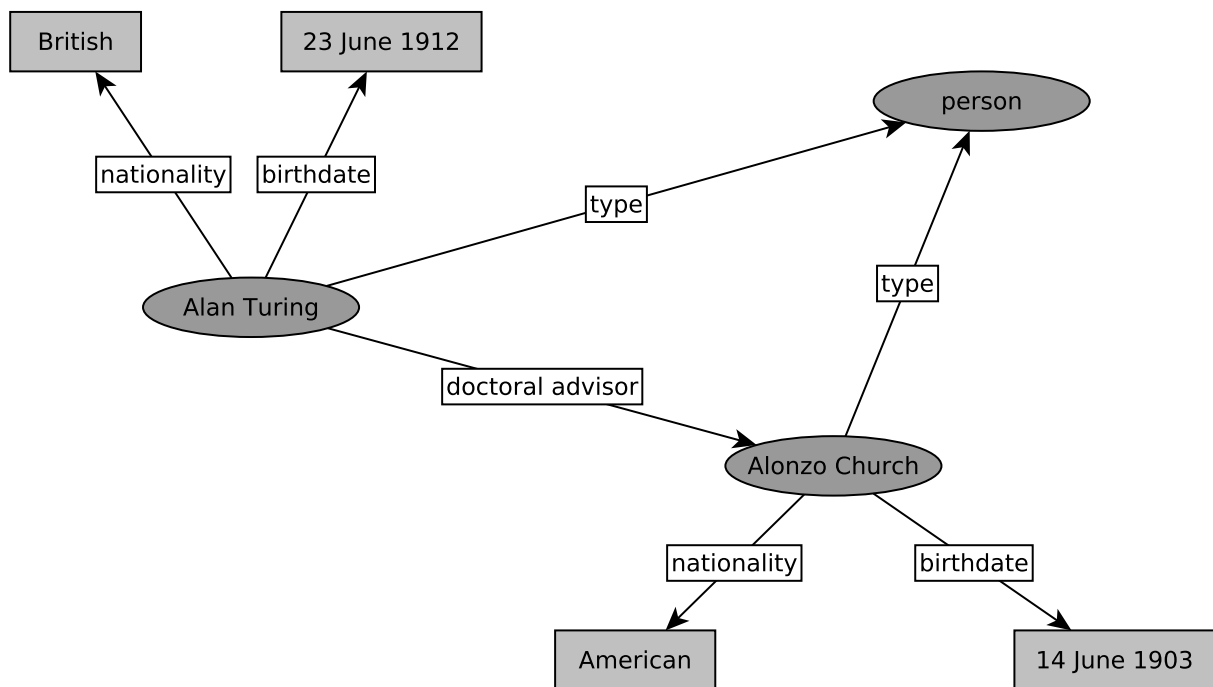 British
23 June 1912
person
nationality
birthdate
type
type
Alan Turing
doctoral advisor
Alonzo Church
nationality
birthdate
American
14 June 1903